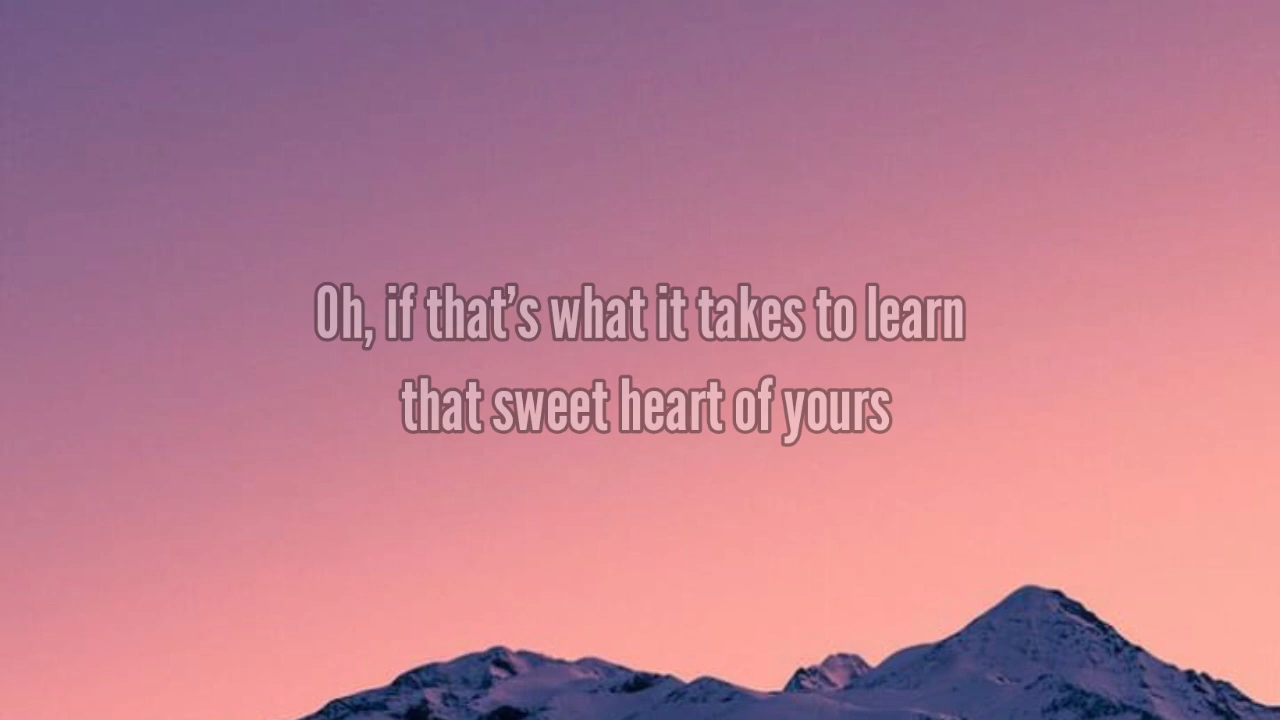 Oh, if that’s what it takes to learn
that sweet heart of yours